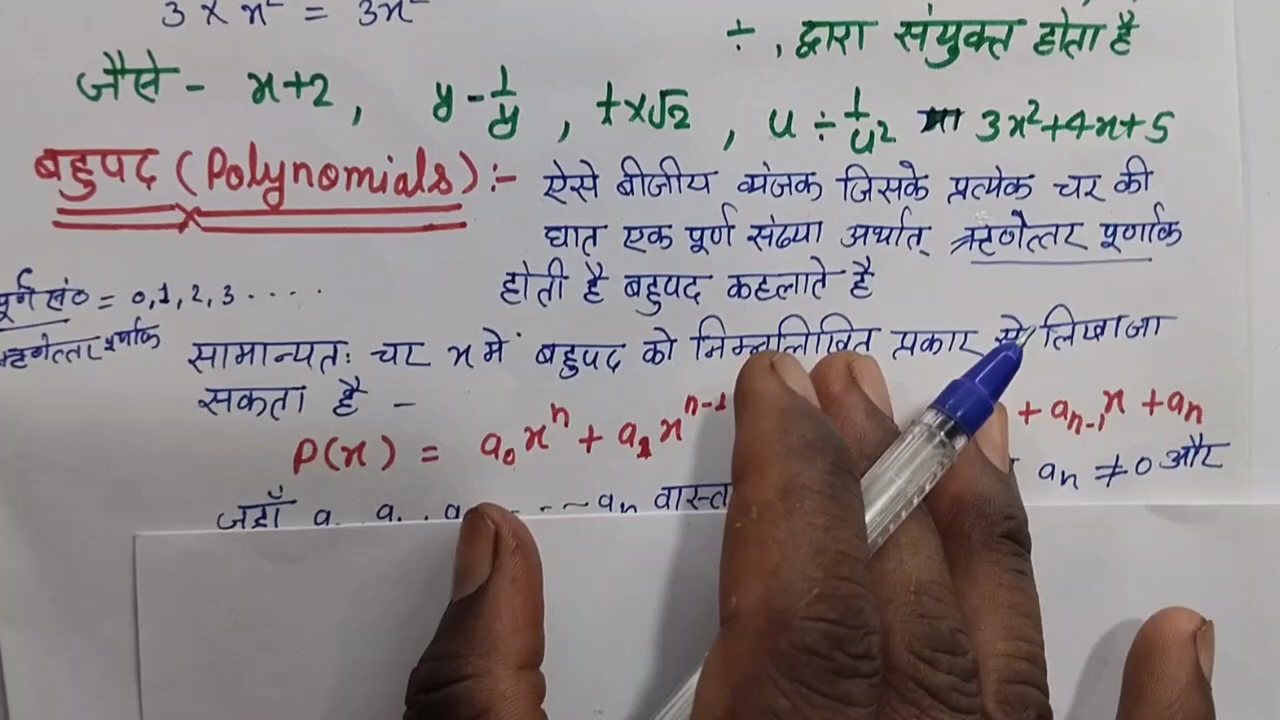 3 × x² = 3x²
÷ , द्वारा संयुक्त होता है
जैसे - x+2, y - 1/y , t×√2 , u ÷ 1/u² 3x²+4x+5
बहुपद (Polynomials) :- ऐसे बीजीय व्यंजक जिसके प्रत्येक चर की
घात एक पूर्ण संख्या अर्थात् ऋणेत्तर पूर्णांक
होती है बहुपद कहलाते है
पूर्ण सं० = 0,1,2,3 .....
ऋणेत्तर पूर्णांक
सामान्यतः चर x में बहुपद को निम्नलिखित प्रकार से लिखा जा
सकता है -
P(x) = a₀xⁿ + a₁xⁿ⁻¹ + aₙ₋₁x + aₙ
जहाँ a aₙ वास्त aₙ ≠ 0 और